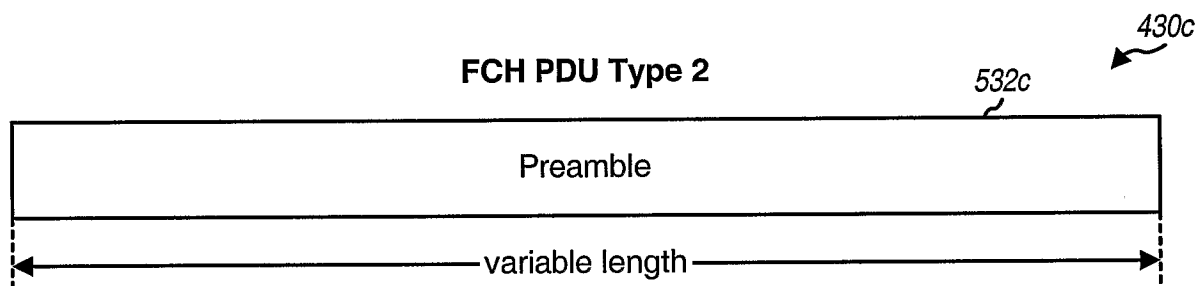 430c
FCH PDU Type 2
532c
Preamble
variable length